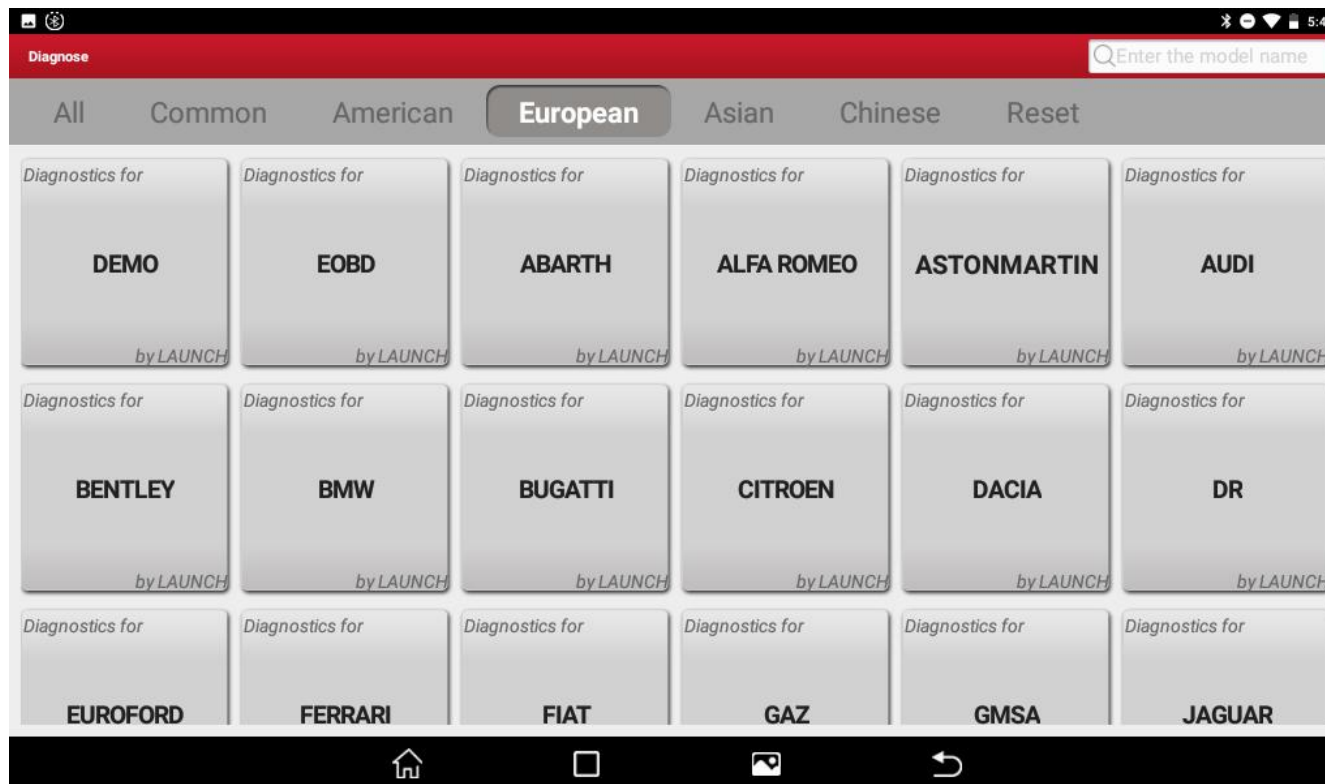 5:4
Diagnose
Enter the model name
All Common American European Asian Chinese Reset
Diagnostics for Diagnostics for Diagnostics for Diagnostics for Diagnostics for Diagnostics for
DEMO EOBD ABARTH ALFA ROMEO ASTONMARTIN AUDI
by LAUNCH by LAUNCH by LAUNCH by LAUNCH by LAUNCH by LAUNCH
Diagnostics for Diagnostics for Diagnostics for Diagnostics for Diagnostics for Diagnostics for
BENTLEY BMW BUGATTI CITROEN DACIA DR
by LAUNCH by LAUNCH by LAUNCH by LAUNCH by LAUNCH by LAUNCH
Diagnostics for Diagnostics for Diagnostics for Diagnostics for Diagnostics for Diagnostics for
EUROFORD FERRARI FIAT GAZ GMSA JAGUAR